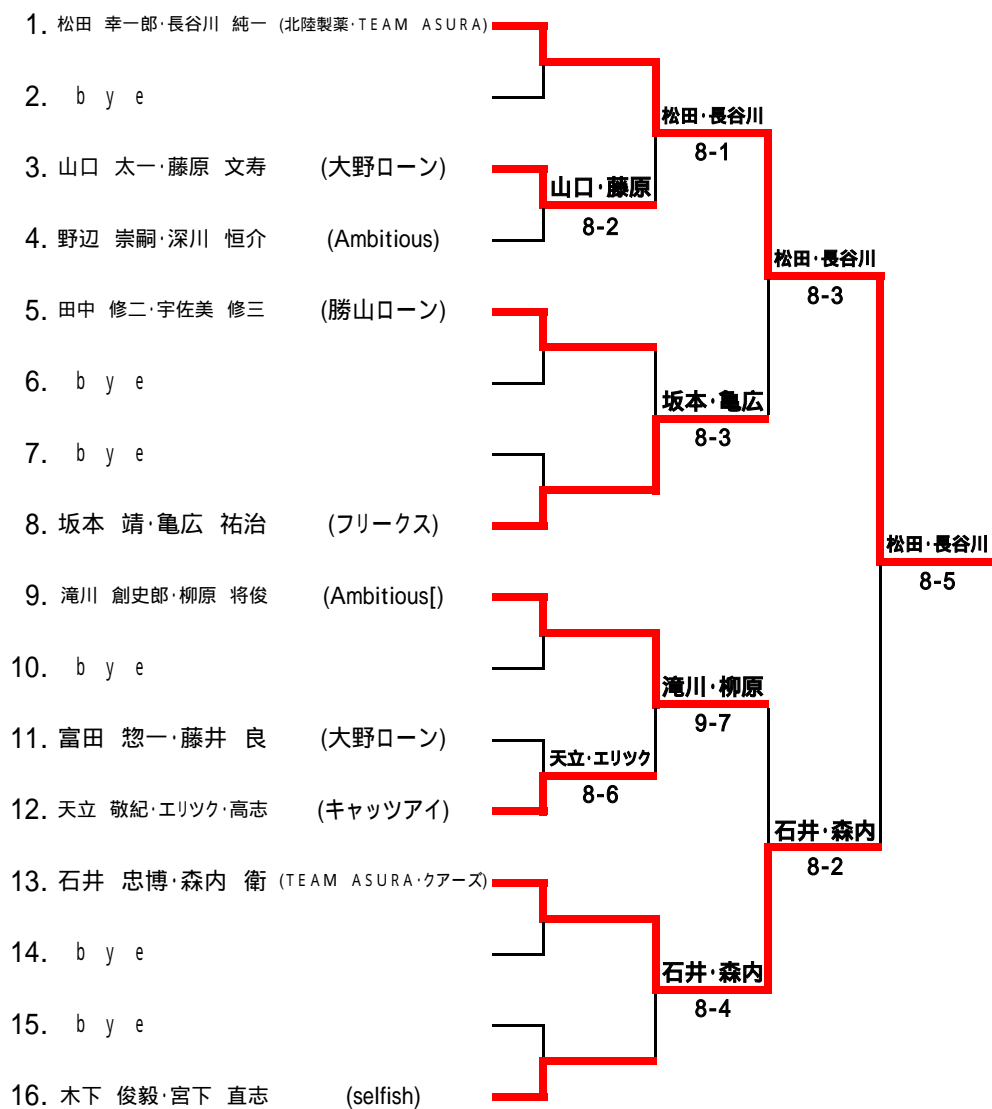 1. 松田 幸一郎･長谷川 純一 (北陸製薬･TEAM ASURA)
2. bye
松田･長谷川
8-1
3. 山口 太一･藤原 文寿 (大野ローン)
山口･藤原
8-2
4. 野辺 崇嗣･深川 恒介 (Ambitious)
松田･長谷川
8-3
5. 田中 修二･宇佐美 修三 (勝山ローン)
6. bye
坂本･亀広
8-3
7. bye
8. 坂本 靖･亀広 祐治 (フリークス)
松田･長谷川
8-5
9. 滝川 創史郎･柳原 将俊 (Ambitious[)
10. bye
滝川･柳原
9-7
11. 富田 惣一･藤井 良 (大野ローン)
天立･エリツク
8-6
12. 天立 敬紀･エリツク･高志 (キャッツアイ)
石井･森内
8-2
13. 石井 忠博･森内 衛 (TEAM ASURA･クアーズ)
14. bye
石井･森内
8-4
15. bye
16. 木下 俊毅･宮下 直志 (selfish)